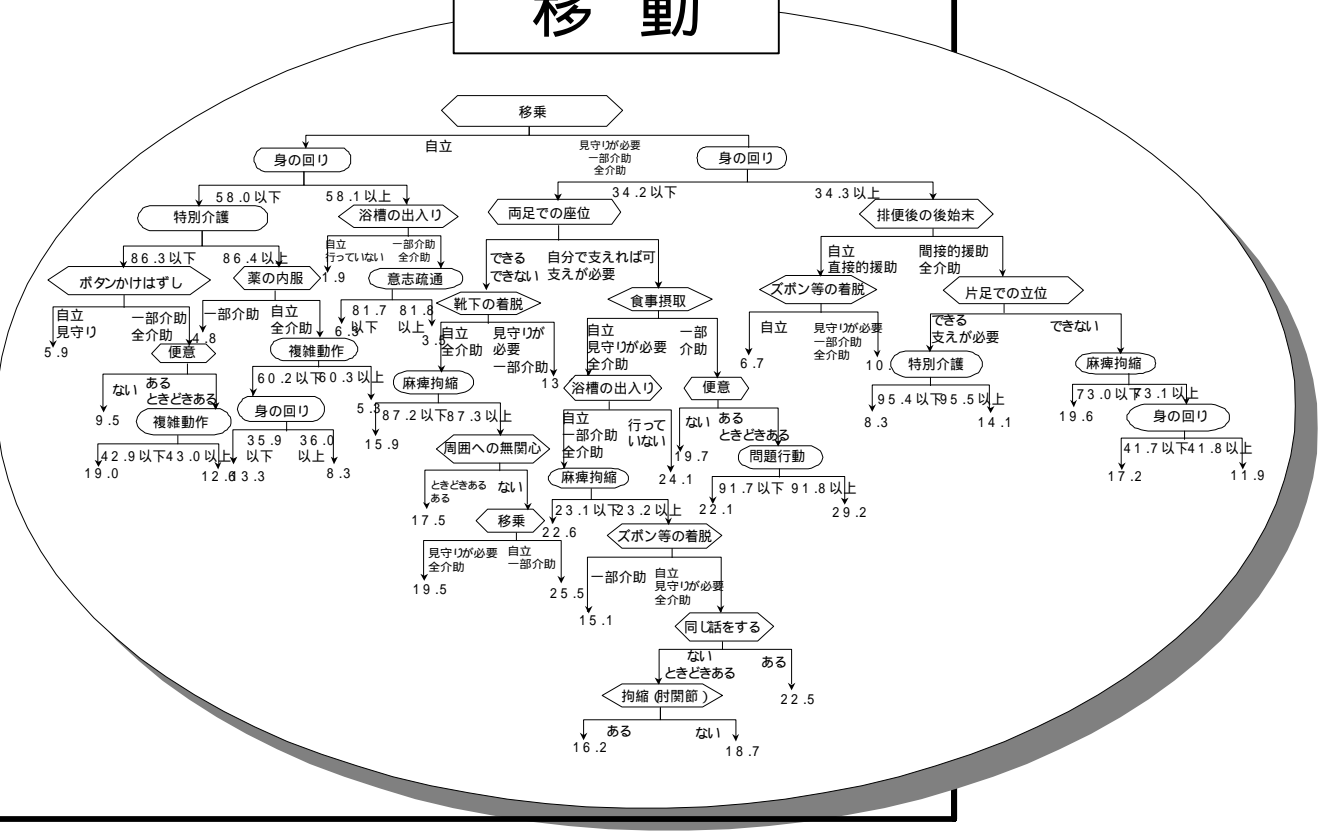 移 動
移乗
自立
見守りが必要
一部介助
全介助
身の回り
身の回り
58.0以下
58.1以上
34.2以下
34.3以上
特別介護
浴槽の出入り
両足での座位
排便後の後始末
86.3以下
86.4以上
自立
行っていない
一部介助
全介助
できる
できない
自分で支えれば可
支えが必要
自立
直接的援助
間接的援助
全介助
ボタンかけはずし
薬の内服
1.9
意志疏通
靴下の着脱
食事摂取
ズボン等の着脱
片足での立位
自立
見守り
一部介助
全介助
一部介助
自立
全介助
81.7
以下
81.8
以上
自立
全介助
見守りが
必要
一部介助
自立
見守りが必要
全介助
一部
介助
自立
見守りが必要
一部介助
全介助
できる
支えが必要
できない
5.9
便意
4.8
複雑動作
6.9
麻痺拘縮
13
浴槽の出入り
便意
6.7
10.
特別介護
麻痺拘縮
ない
ある
ときどきある
60.2以下
60.3以上
87.2以下
87.3以上
自立
一部介助
全介助
行って
いない
ない
ある
ときどきある
95.4以下
95.5以上
73.0以下
73.1以上
9.5
複雑動作
身の回り
5.3
15.9
周囲への無関心
麻痺拘縮
24.1
19.7
問題行動
8.3
14.1
19.6
身の回り
42.9以下
43.0以上
35.9
以下
36.0
以上
ときどきある
ある
ない
23.1以下
23.2以上
91.7以下
91.8以上
41.7以下
41.8以上
19.0
12.6
13.3
8.3
17.5
移乗
22.6
ズボン等の着脱
22.1
29.2
17.2
11.9
見守りが必要
全介助
自立
一部介助
一部介助
自立
見守りが必要
全介助
19.5
25.5
15.1
同じ話をする
ない
ときどきある
ある
拘縮(肘関節)
22.5
ある
ない
16.2
18.7